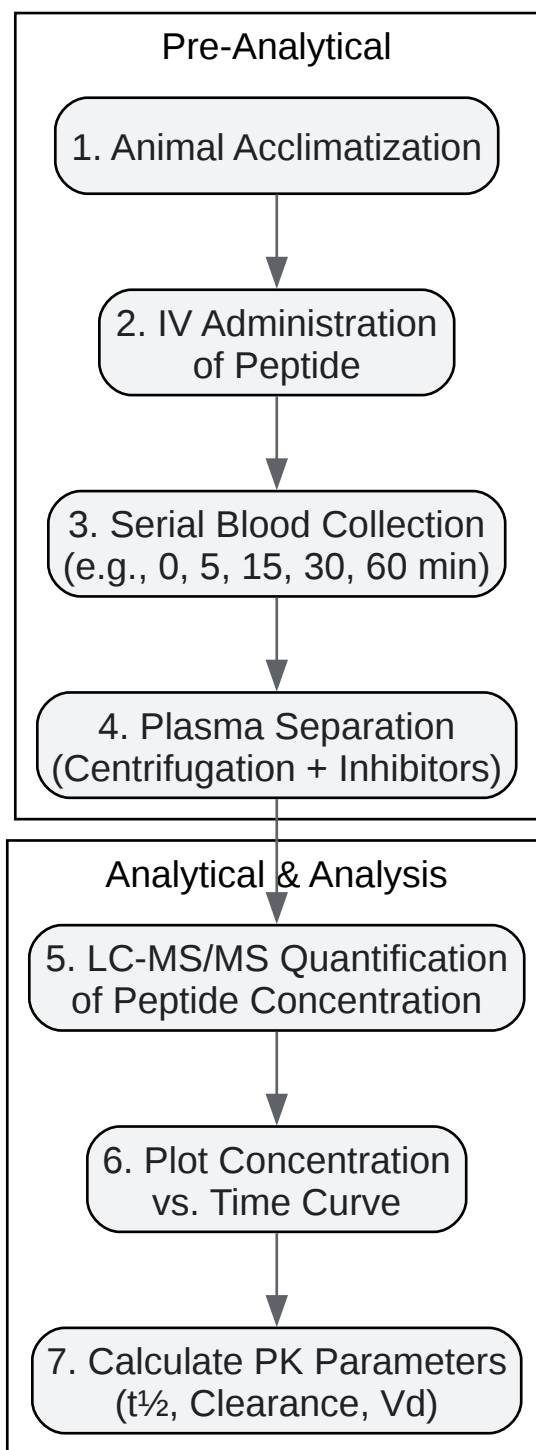 Pre-Analytical
1. Animal Acclimatization
2. IV Administration
of Peptide
3. Serial Blood Collection
(e.g., 0, 5, 15, 30, 60 min)
4. Plasma Separation
(Centrifugation + Inhibitors)
Analytical & Analysis
5. LC-MS/MS Quantification
of Peptide Concentration
6. Plot Concentration
vs. Time Curve
7. Calculate PK Parameters
(t½, Clearance, Vd)